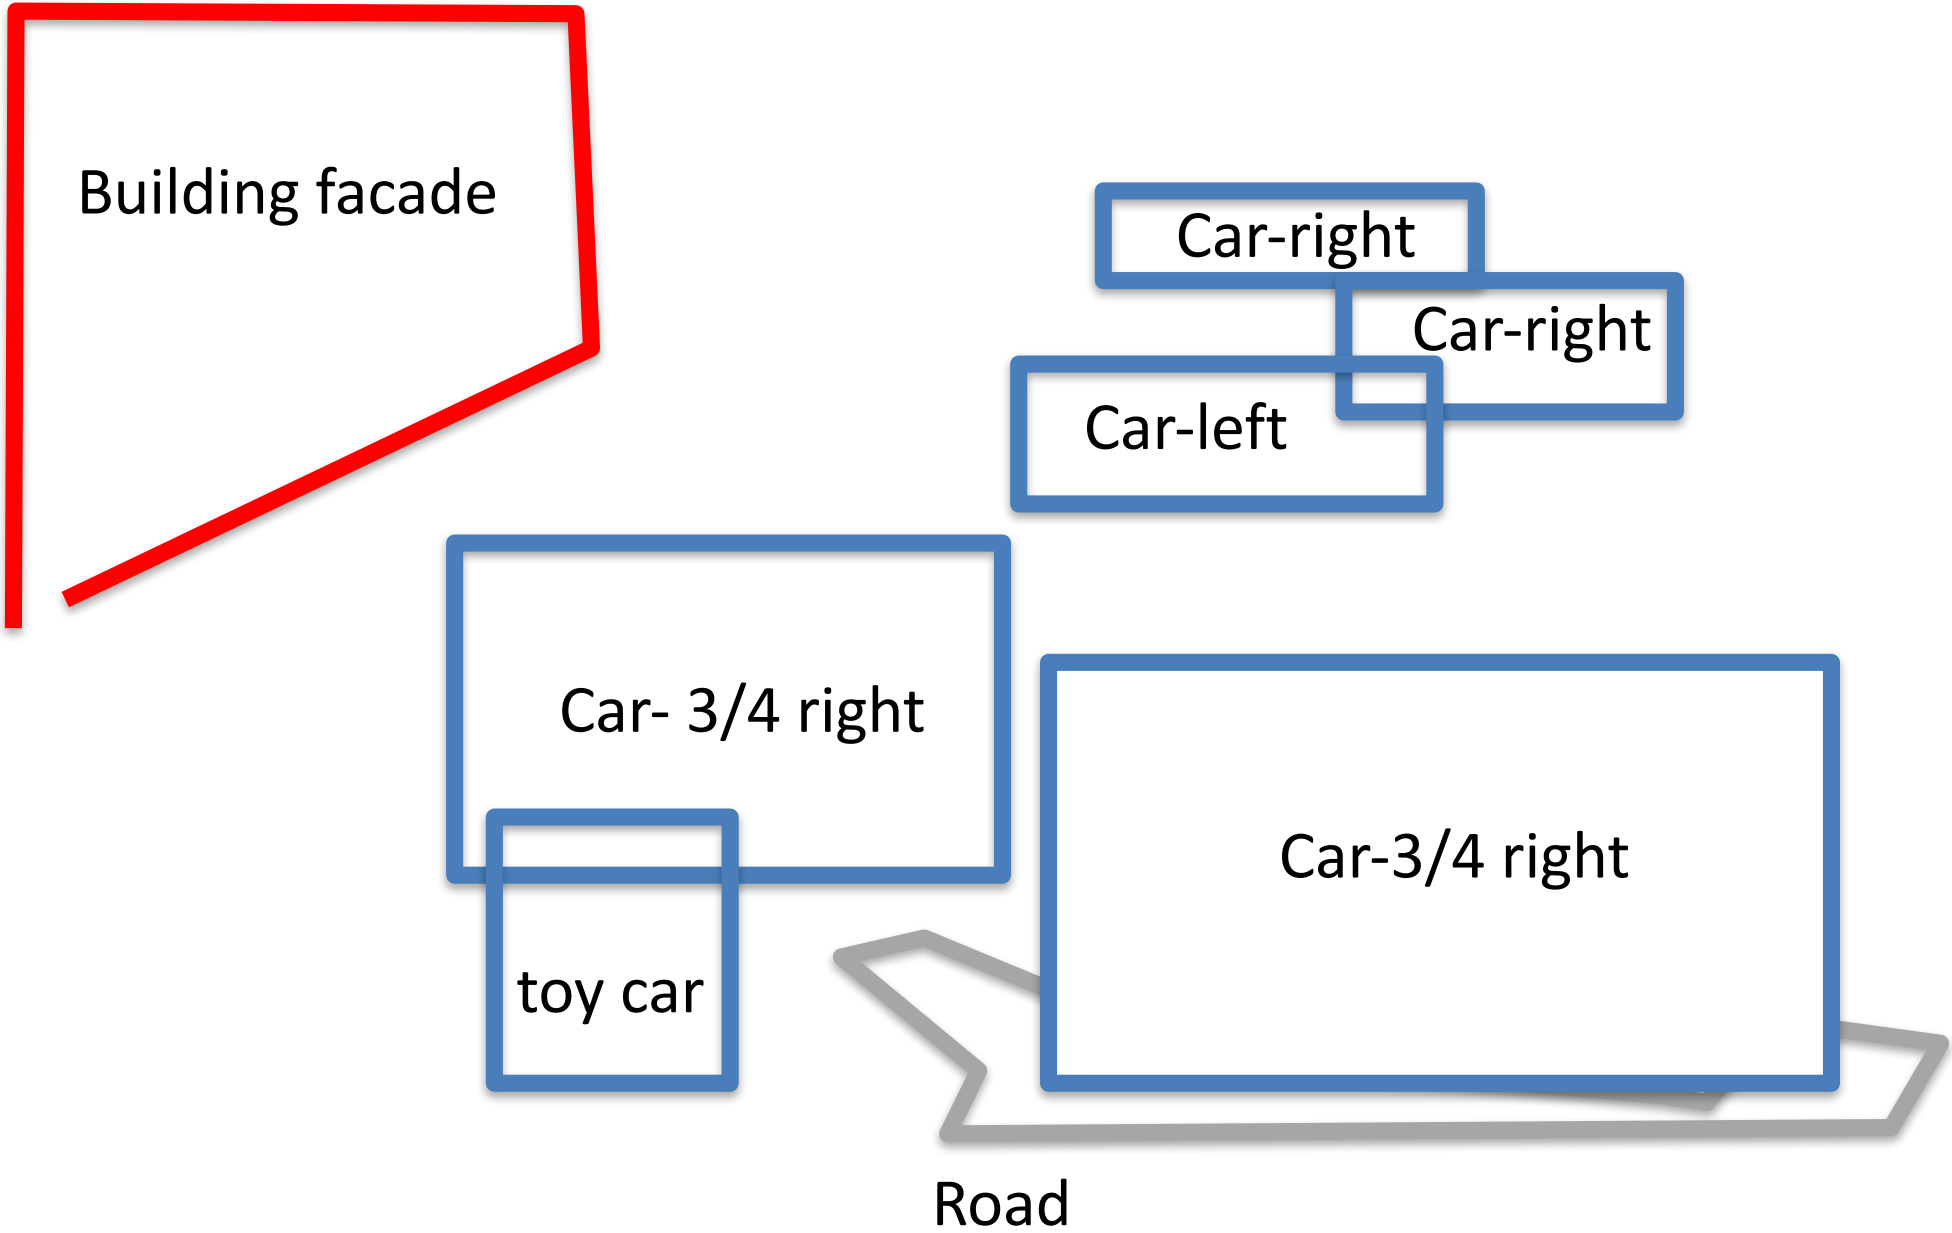 Building facade
Car-right
Car-right
Car-left
Car- 3/4 right
Car-3/4 right
toy car
Road